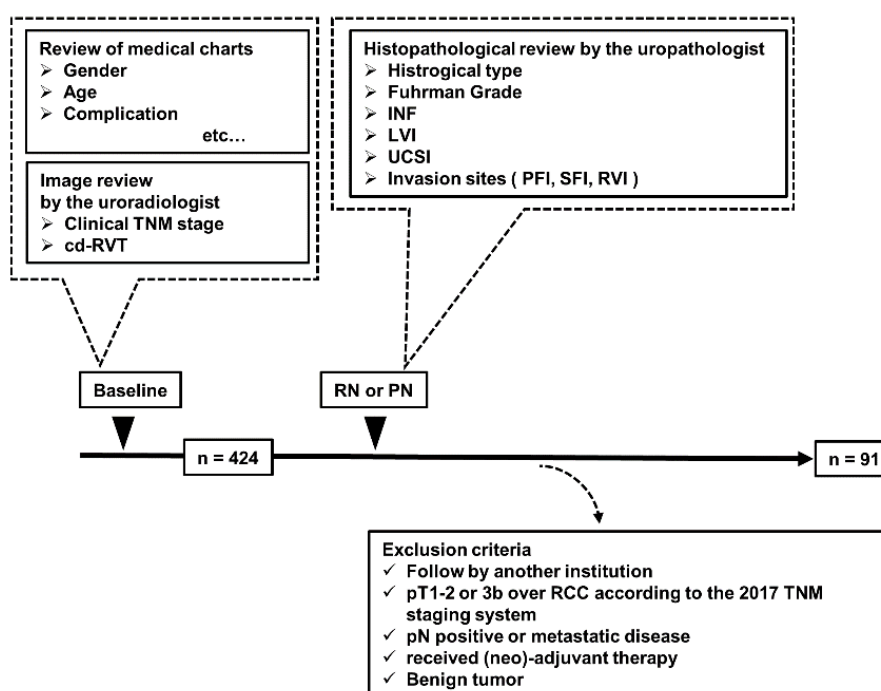 Review of medical charts
➢ Gender
➢ Age
➢ Complication
etc…
Image review
by the uroradiologist
➢ Clinical TNM stage
➢ cd-RVT
Histopathological review by the uropathologist
➢ Histrogical type
➢ Fuhrman Grade
➢ INF
➢ LVI
➢ UCSI
➢ Invasion sites ( PFI, SFI, RVI )
Baseline
RN or PN
n = 424
n = 91
Exclusion criteria
✓ Follow by another institution
✓ pT1-2 or 3b over RCC according to the 2017 TNM
staging system
✓ pN positive or metastatic disease
✓ received (neo)-adjuvant therapy
✓ Benign tumor